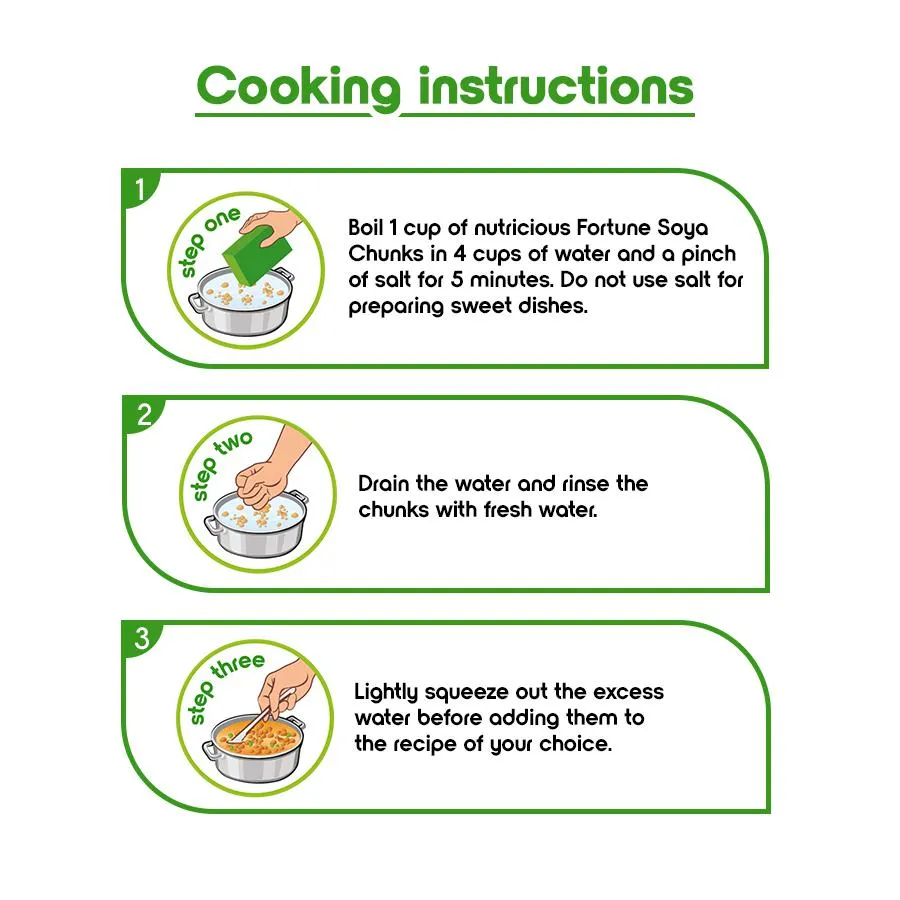 Cooking instructions
1
step one
Boil 1 cup of nutricious Fortune Soya
Chunks in 4 cups of water and a pinch
of salt for 5 minutes. Do not use salt for
preparing sweet dishes.
2
step two
Drain the water and rinse the
chunks with fresh water.
3
step three
Lightly squeeze out the excess
water before adding them to
the recipe of your choice.